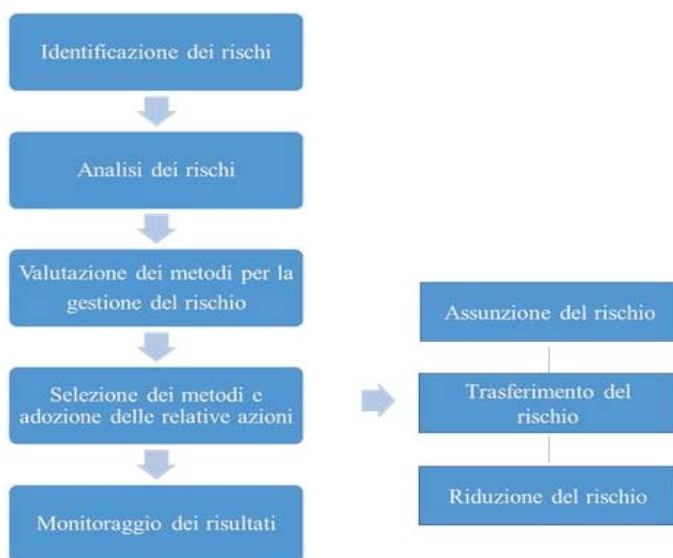 Identificazione dei rischi
Analisi dei rischi
Valutazione dei metodi per la
gestione del rischio
Selezione dei metodi e
adozione delle relative azioni
Monitoraggio dei risultati
Assunzione del rischio
Trasferimento del
rischio
Riduzione del rischio